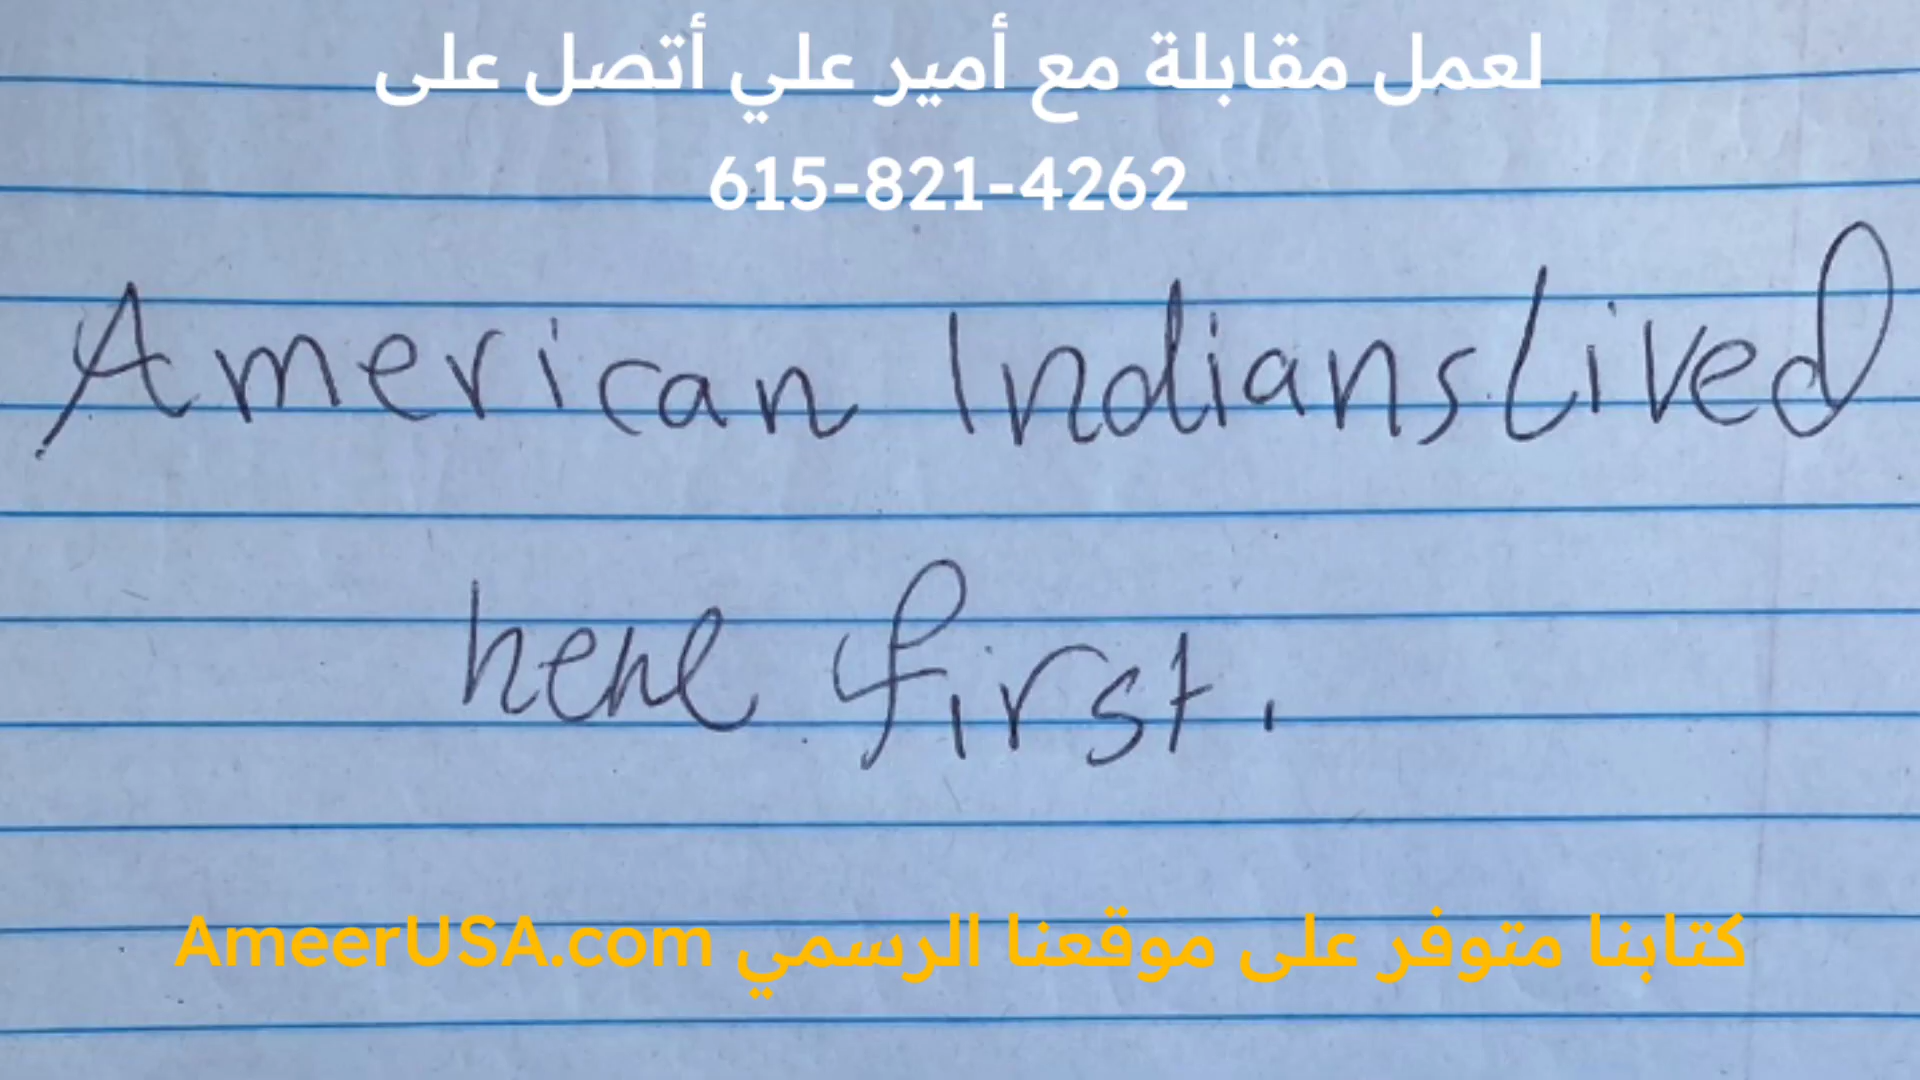 لعمل مقابلة مع أمير علي أتصل على
615-821-4262
American Indians Lived
here first.
كتابنا متوفر على موقعنا الرسمي AmeerUSA.com